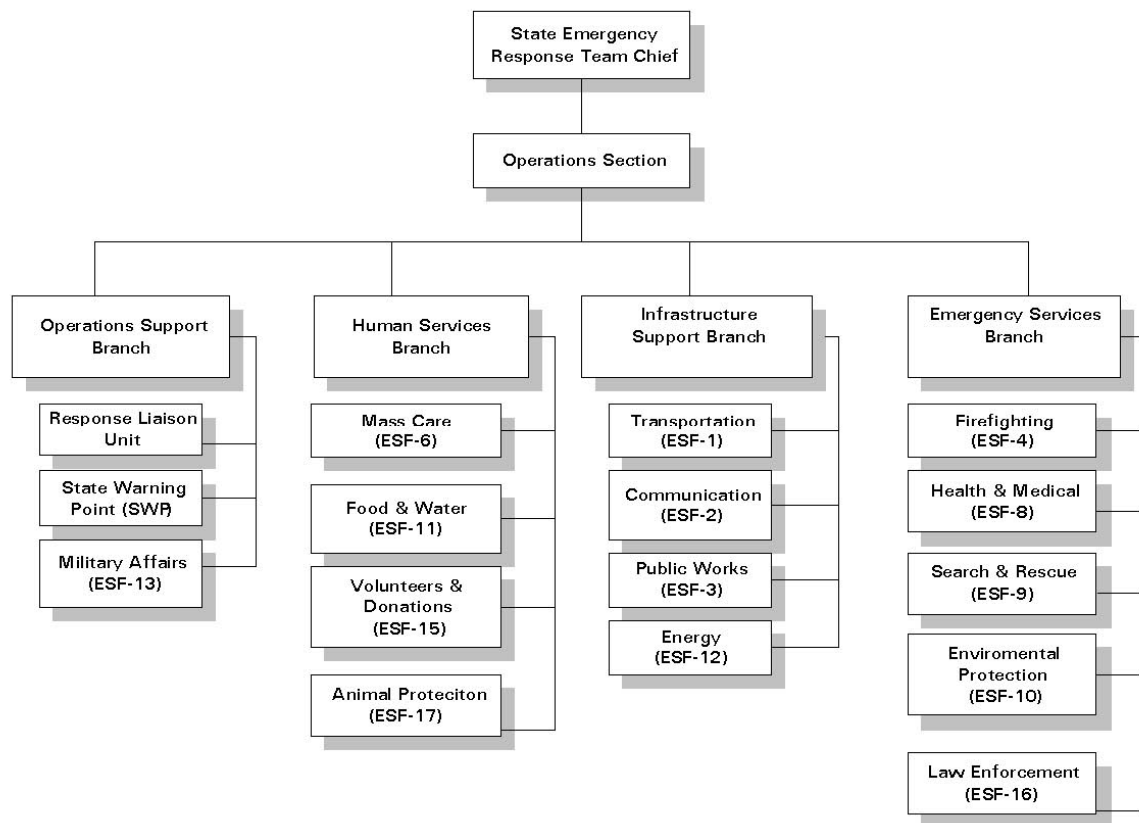 State Emergency
Response Team Chief
Operations Section
Operations Support
Branch
Response Liaison
Unit
State Warning
Point (SWP)
Military Affairs
(ESF-13)
Human Services
Branch
Mass Care
(ESF-6)
Food & Water
(ESF-11)
Volunteers &
Donations
(ESF-15)
Animal Proteciton
(ESF-17)
Infrastructure
Support Branch
Transportation
(ESF-1)
Communication
(ESF-2)
Public Works
(ESF-3)
Energy
(ESF-12)
Emergency Services
Branch
Firefighting
(ESF-4)
Health & Medical
(ESF-8)
Search & Rescue
(ESF-9)
Enviromental
Protection
(ESF-10)
Law Enforcement
(ESF-16)